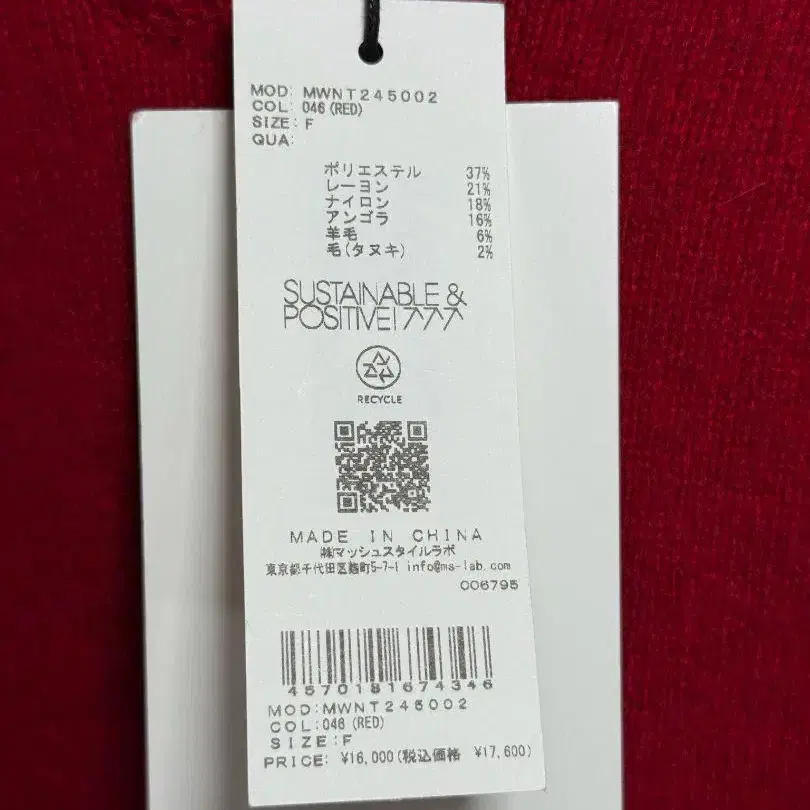 MOD: MWNT245002
COL: 046 (RED)
SIZE: F
QUA:
ポリエステル 37%
レーヨン 21%
ナイロン 18%
アンゴラ 16%
羊毛 6%
毛(タヌキ) 2%
SUSTAINABLE &
POSITIVE!
RECYCLE
MADE IN CHINA
㈱マッシュスタイルラボ
東京都千代田区麹町5-7-1 info@ms-lab.com
006795
4570181674346
MOD:MWNT245002
COL:046 (RED)
SIZE:F
PRICE: ¥16,000(税込価格 ¥17,600)